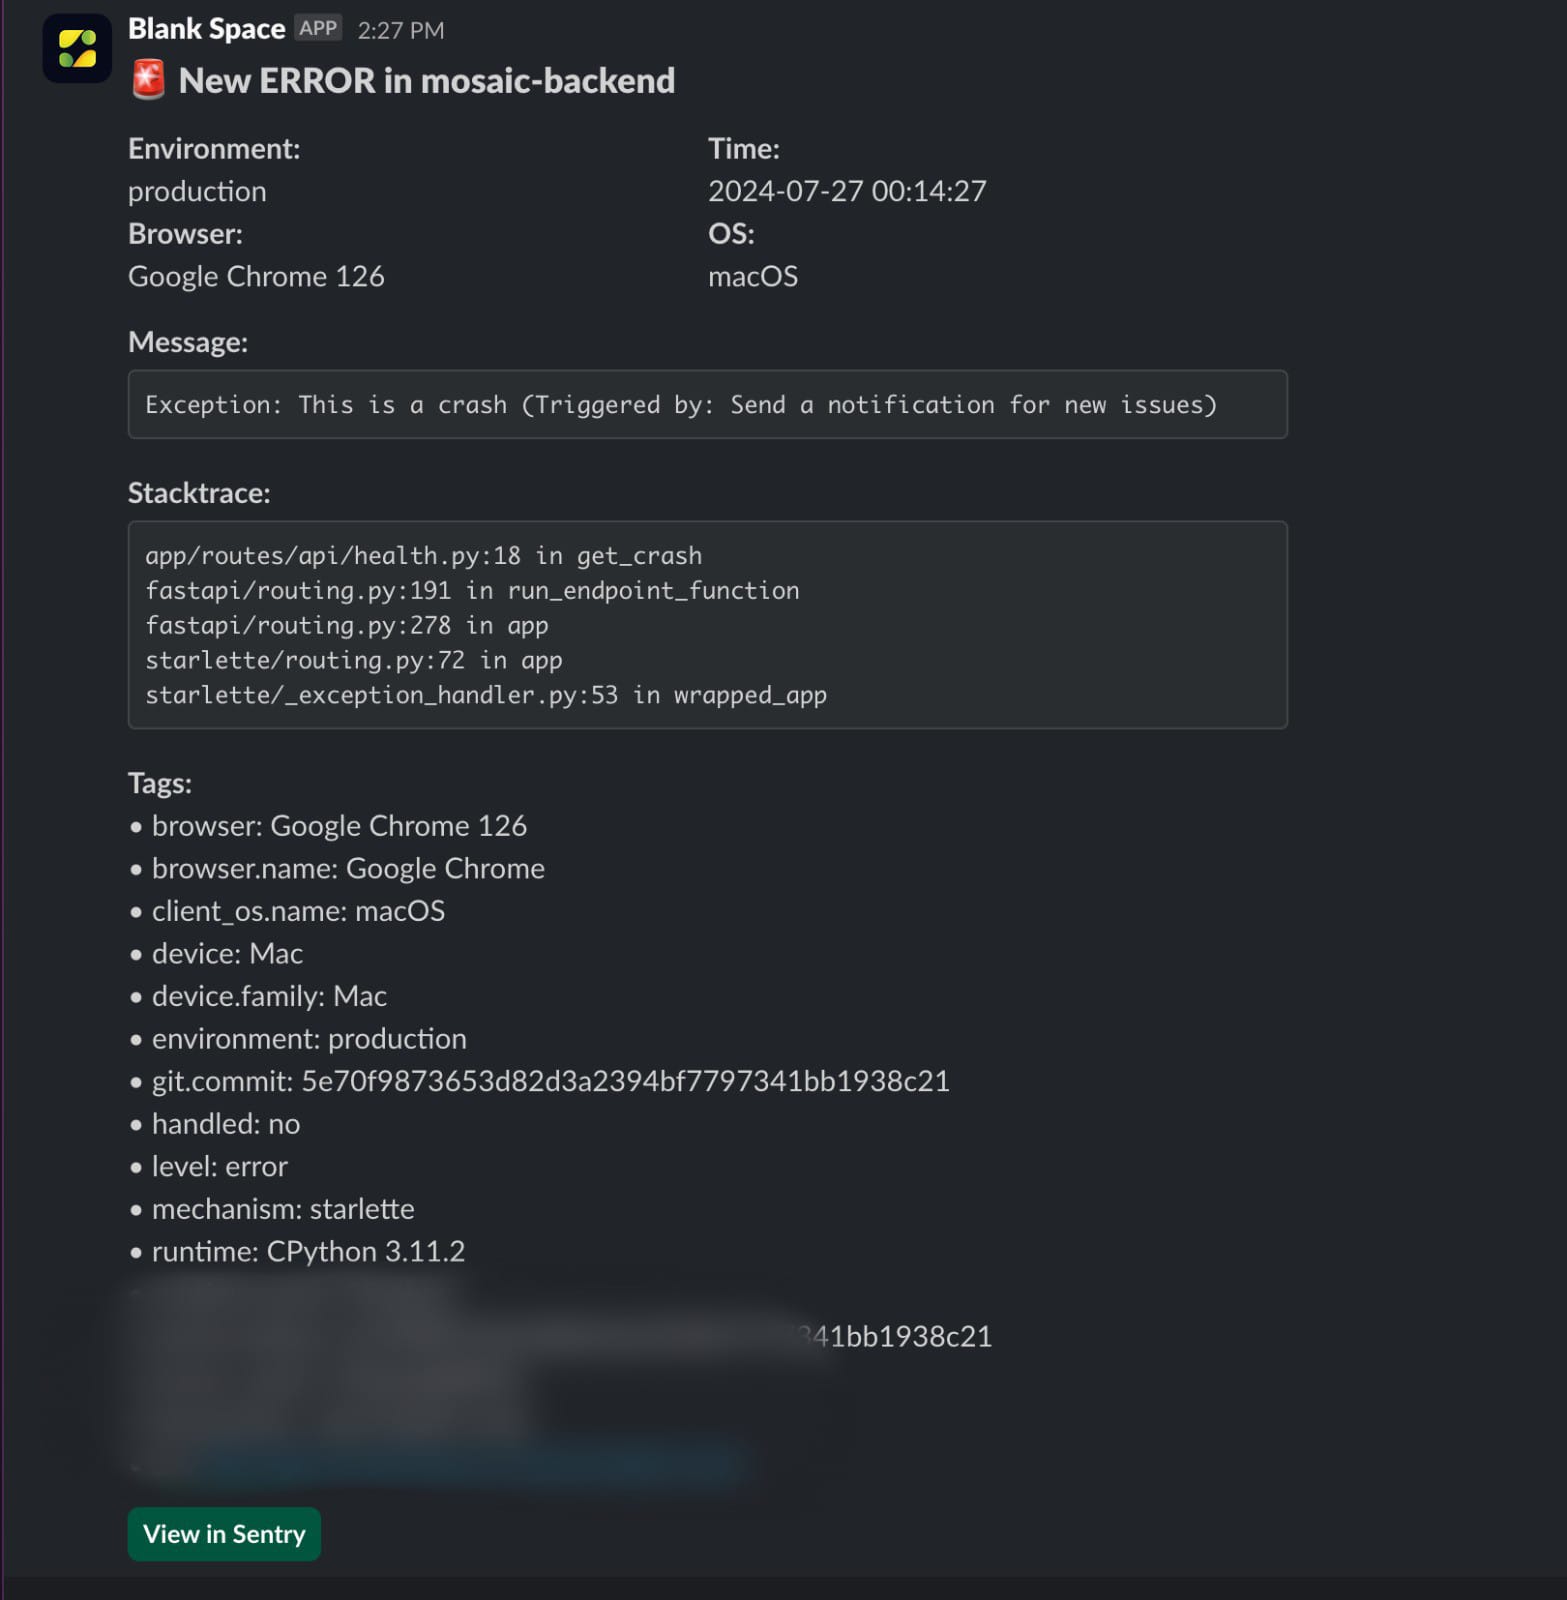 Blank Space APP 2:27 PM
New ERROR in mosaic-backend
Environment:
production
Time:
2024-07-27 00:14:27
Browser:
Google Chrome 126
OS:
macOS
Message:
Exception: This is a crash (Triggered by: Send a notification for new issues)
Stacktrace:
app/routes/api/health.py:18 in get_crash
fastapi/routing.py:191 in run_endpoint_function
fastapi/routing.py:278 in app
starlette/routing.py:72 in app
starlette/_exception_handler.py:53 in wrapped_app
Tags:
• browser: Google Chrome 126
• browser.name: Google Chrome
• client_os.name: macOS
• device: Mac
• device.family: Mac
• environment: production
• git.commit: 5e70f9873653d82d3a2394bf7797341bb1938c21
• handled: no
• level: error
• mechanism: starlette
• runtime: CPython 3.11.2
341bb1938c21
View in Sentry